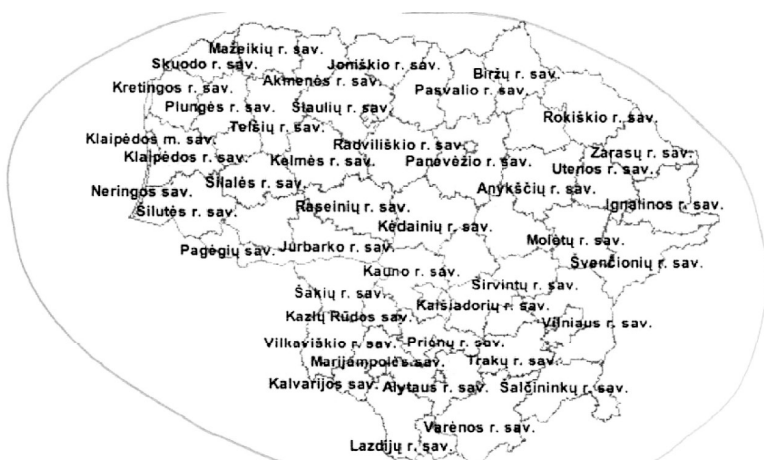 Mažeikių r. sav.
Skuodo r. sav.
Joniškio r. sav.
Biržų r. sav.
Akmenės r. sav.
Kretingos r. sav.
Pasvalio r. sav.
Plungės r. sav.
Šiaulių r. sav.
Rokiškio r. sav.
Telšių r. sav.
Klaipėdos m. sav.
Radviliškio r. sav.
Zarasų r. sav.
Klaipėdos r. sav.
Kelmės r. sav.
Panevėžio r. sav.
Utenos r. sav.
Šilalės r. sav.
Neringos sav.
Anykščių r. sav.
Ignalinos r. sav.
Šilutės r. sav.
Raseinių r. sav.
Kėdainių r. sav.
Molėtų r. sav.
Pagėgių sav.
Jurbarko r. sav.
Švenčionių r. sav.
Kauno r. sav.
Širvintų r. sav.
Šakių r. sav.
Kaišiadorių r. sav.
Kazlų Rūdos sav.
Vilniaus r. sav.
Vilkaviškio r. sav.
Prienų r. sav.
Marijampolės sav.
Trakų r. sav.
Kalvarijos sav.
Alytaus r. sav.
Šalčininkų r. sav.
Varėnos r. sav.
Lazdijų r. sav.